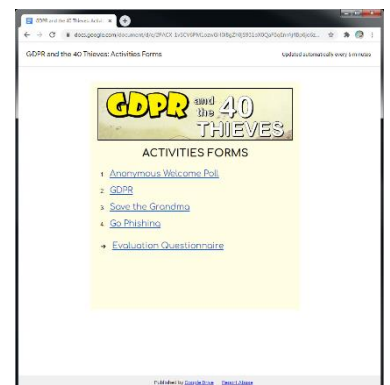 GDPR and the 40 Thieves: Activities Forms
Updated automatically every 5 minutes
GDPR and the 40 THIEVES
ACTIVITIES FORMS
1 Anonymous Welcome Poll
2 GDPR
3 Save the Grandma
4 Go Phishing
➔ Evaluation Questionnaire
Published by Google Drive Report Abuse